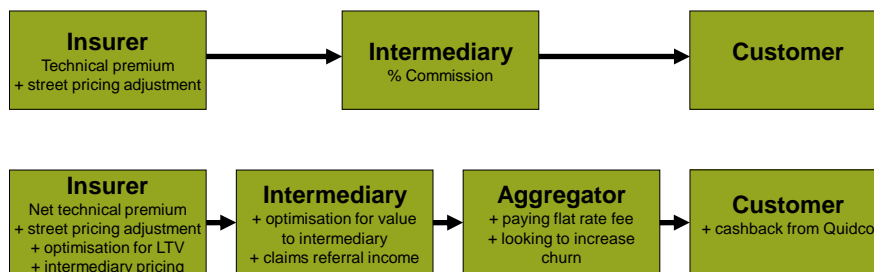 Insurer
Technical premium
+ street pricing adjustment
Intermediary
% Commission
Customer
Insurer
Net technical premium
+ street pricing adjustment
+ optimisation for LTV
+ intermediary pricing
Intermediary
+ optimisation for value
to intermediary
+ claims referral income
Aggregator
+ paying flat rate fee
+ looking to increase
churn
Customer
+ cashback from Quidco